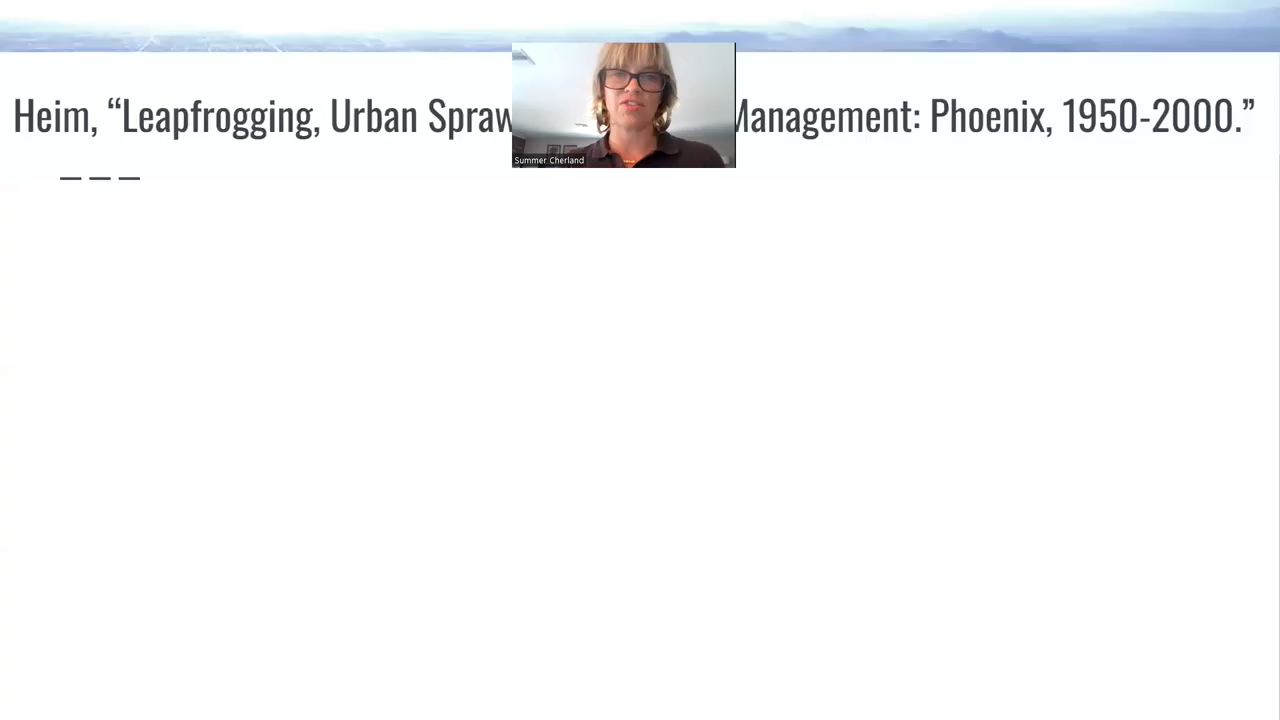 Heim, “Leapfrogging, Urban Spraw Management: Phoenix, 1950-2000.”
Summer Cherland